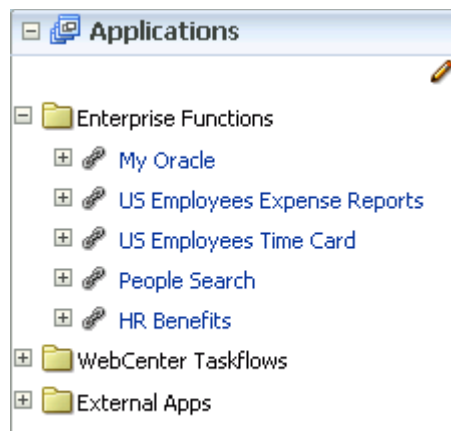 Applications
Enterprise Functions
My Oracle
US Employees Expense Reports
US Employees Time Card
People Search
HR Benefits
WebCenter Taskflows
External Apps